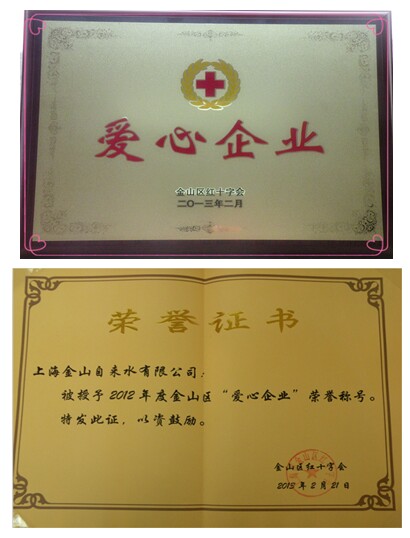 爱心企业
金山区红十字会
二〇一三年二月
荣誉证书
上海金山自来水有限公司：
被授予2012年度金山区“爱心企业”荣誉称号。
特发此证，以资鼓励。
金山区红十字会
2013年2月21日